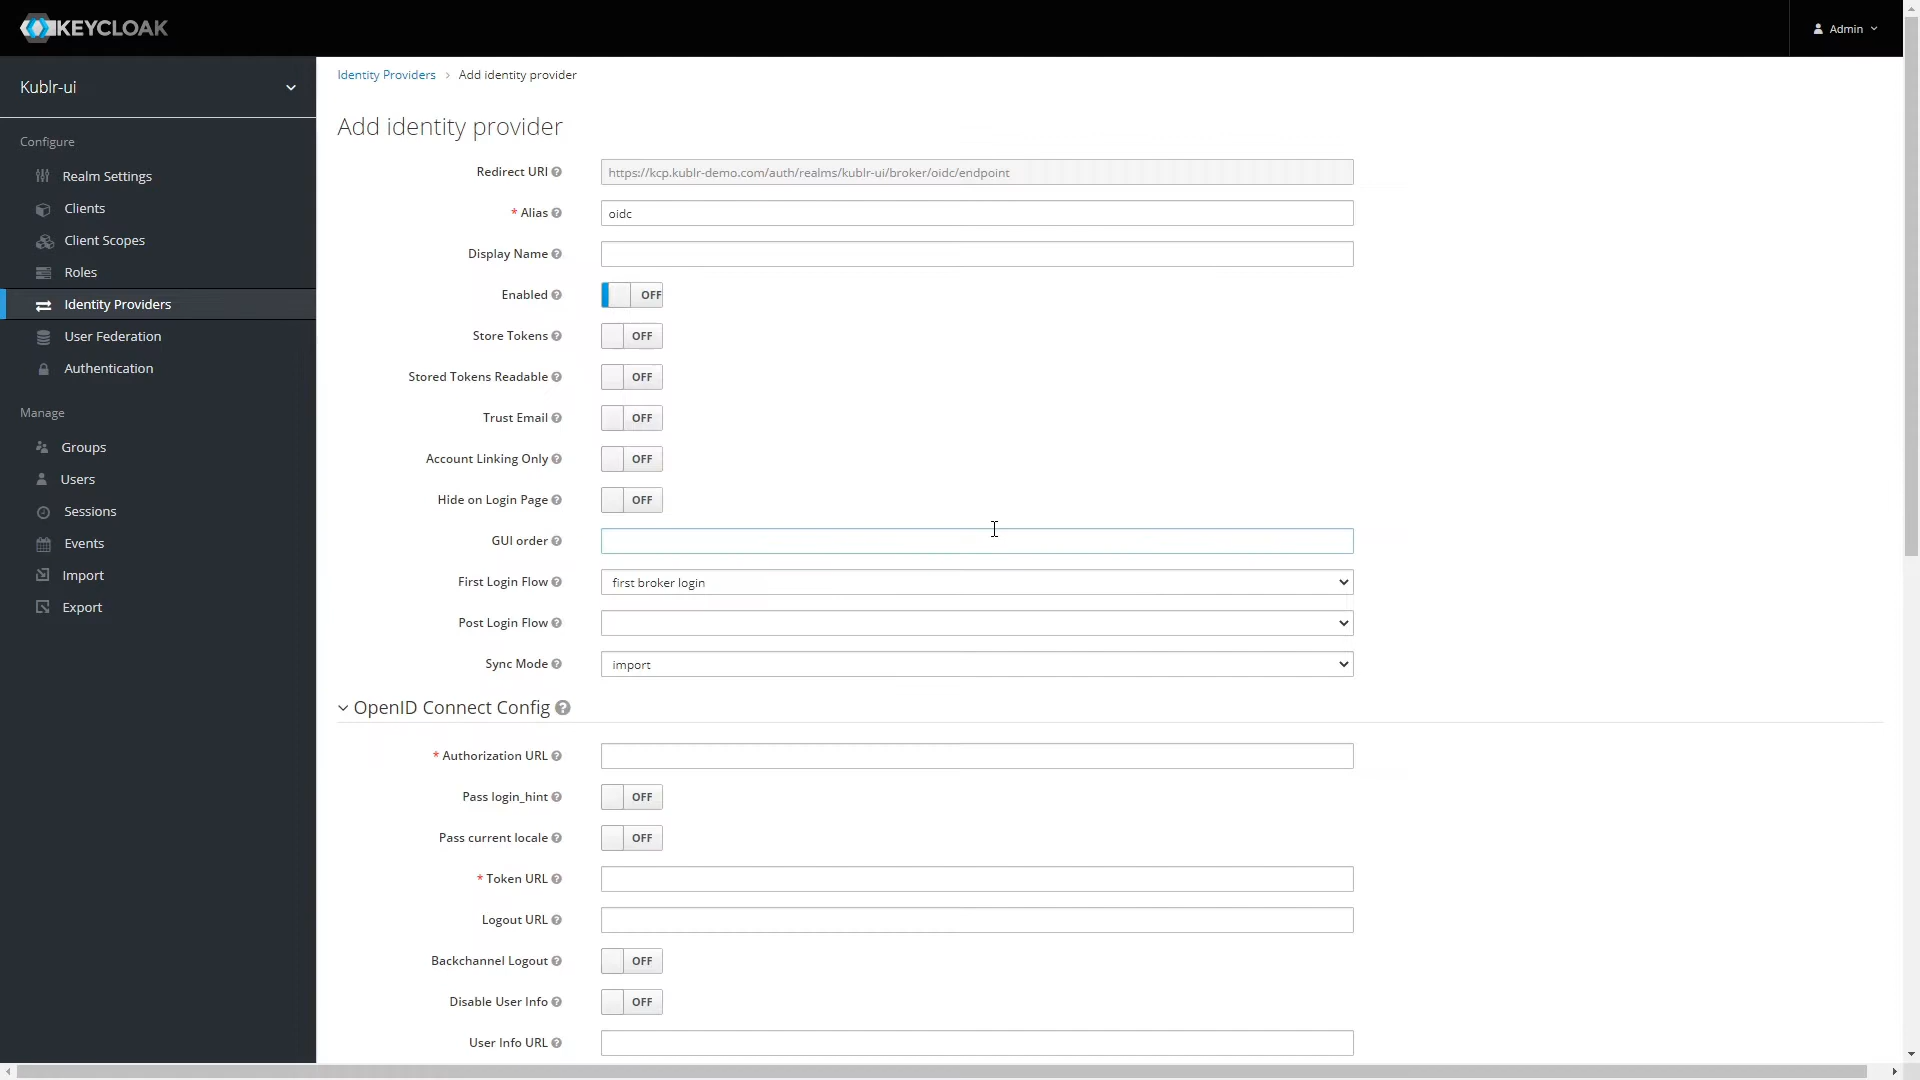 KEYCLOAK
Admin
Kublr-ui
Configure
Realm Settings
Clients
Client Scopes
Roles
Identity Providers
User Federation
Authentication
Manage
Groups
Users
Sessions
Events
Import
Export
Identity Providers > Add identity provider
Add identity provider
Redirect URI https://kcp.kublr-demo.com/auth/realms/kublr-ui/broker/oidc/endpoint
* Alias oidc
Display Name
Enabled OFF
Store Tokens OFF
Stored Tokens Readable OFF
Trust Email OFF
Account Linking Only OFF
Hide on Login Page OFF
GUI order
First Login Flow first broker login
Post Login Flow
Sync Mode import
OpenID Connect Config
* Authorization URL
Pass login_hint OFF
Pass current locale OFF
* Token URL
Logout URL
Backchannel Logout OFF
Disable User Info OFF
User Info URL